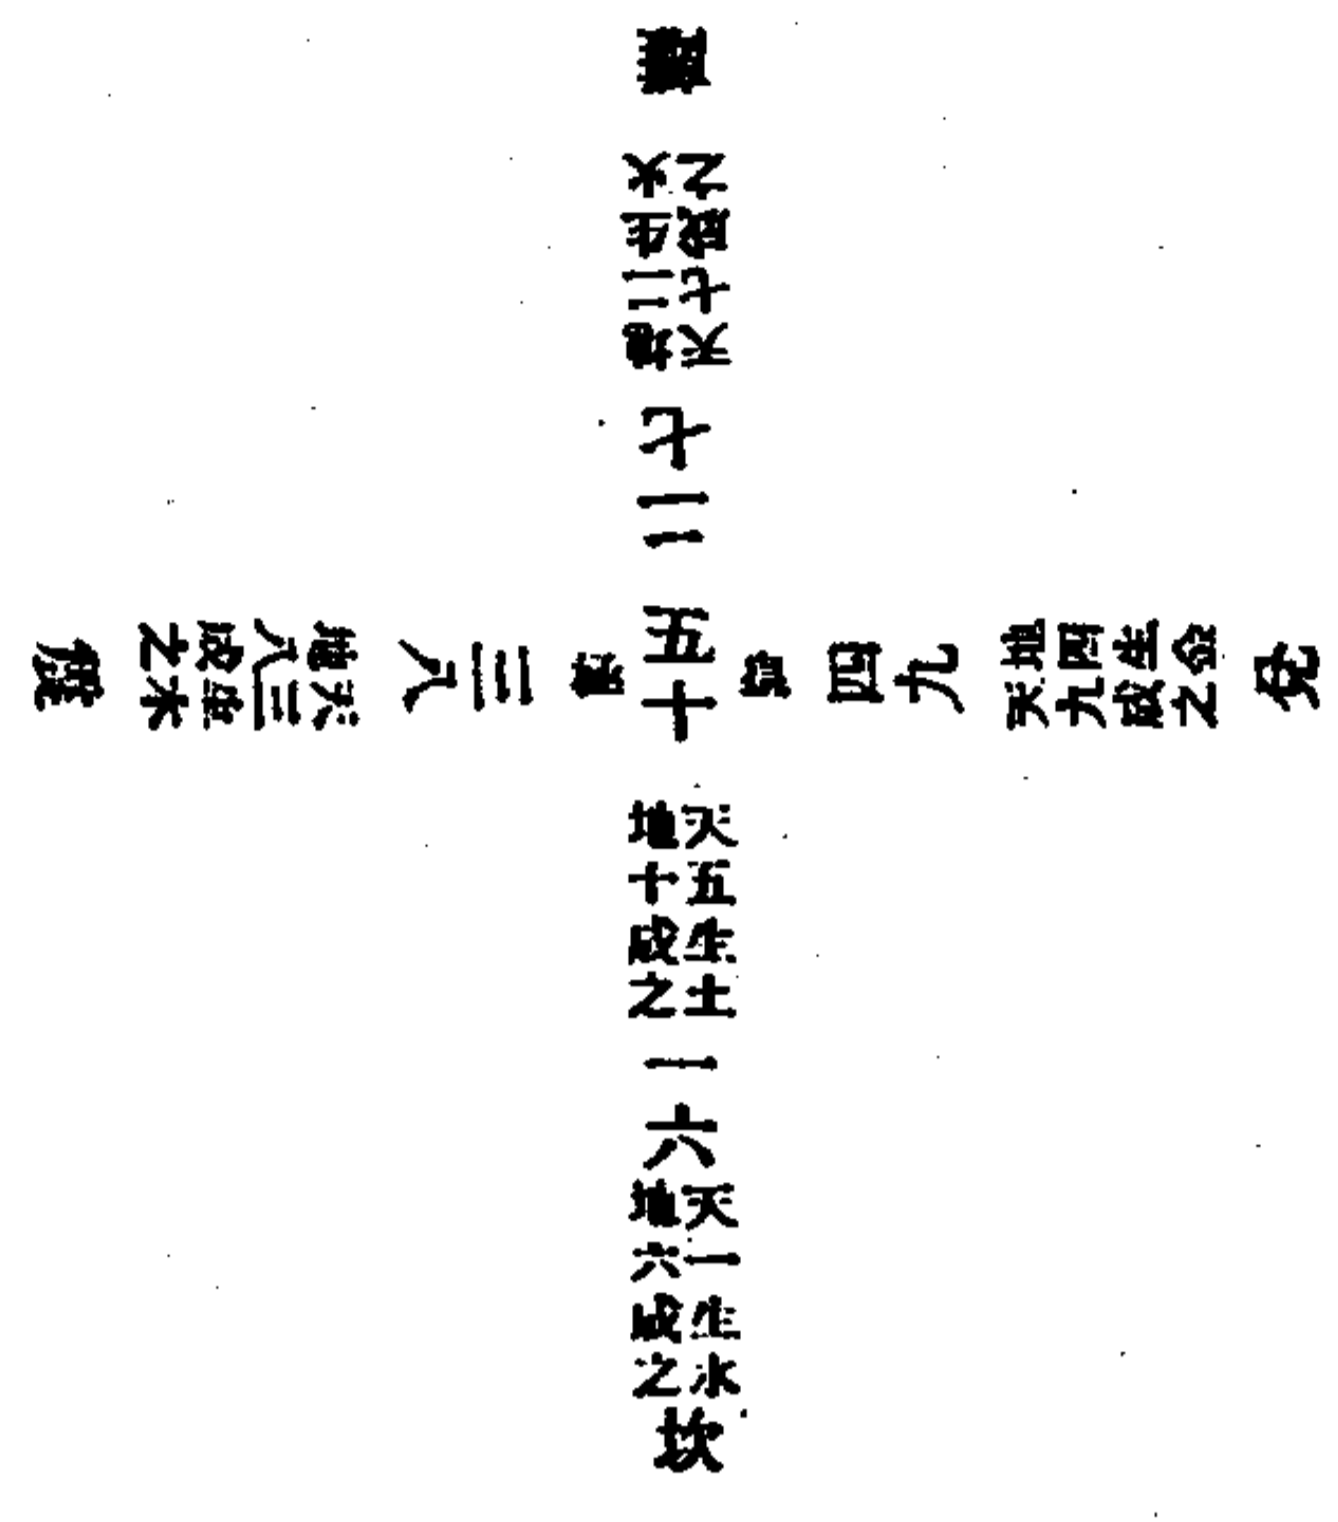 離
地二生火
天七成之
二七
五十
三八
天三生木
地八成之
震
四九
地四生金
天九成之
兌
天五生土
地十成之
一六
天一生水
地六成之
坎